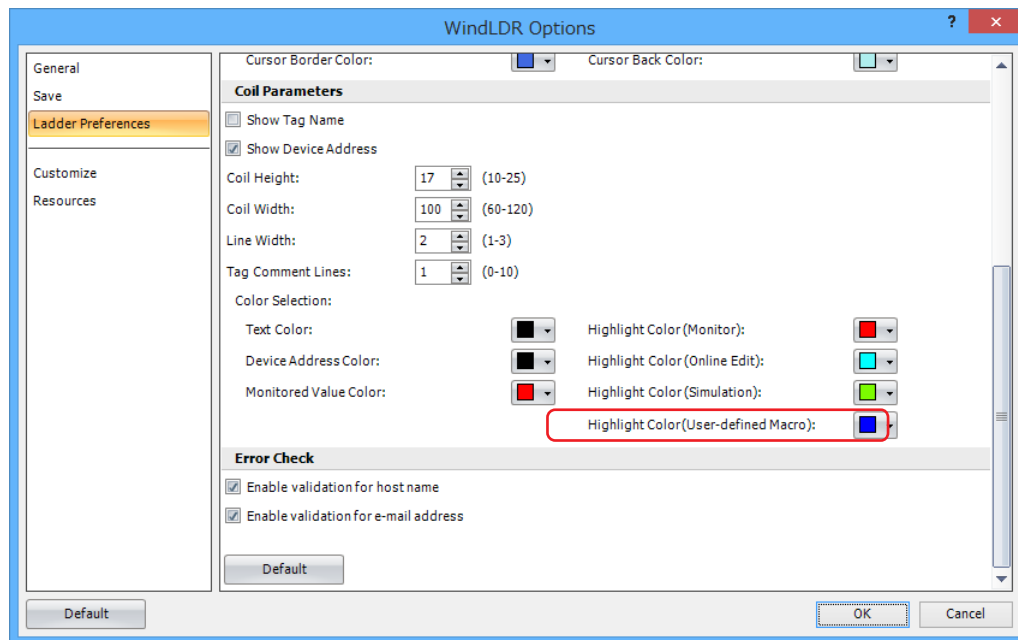 WindLDR Options
?
General
Save
Ladder Preferences
Customize
Resources
Cursor Border Color: Cursor Back Color:
Coil Parameters
Show Tag Name
Show Device Address
Coil Height: 17 (10-25)
Coil Width: 100 (60-120)
Line Width: 2 (1-3)
Tag Comment Lines: 1 (0-10)
Color Selection:
Text Color: Highlight Color(Monitor):
Device Address Color: Highlight Color(Online Edit):
Monitored Value Color: Highlight Color(Simulation):
Highlight Color(User-defined Macro):
Error Check
Enable validation for host name
Enable validation for e-mail address
Default
Default OK Cancel